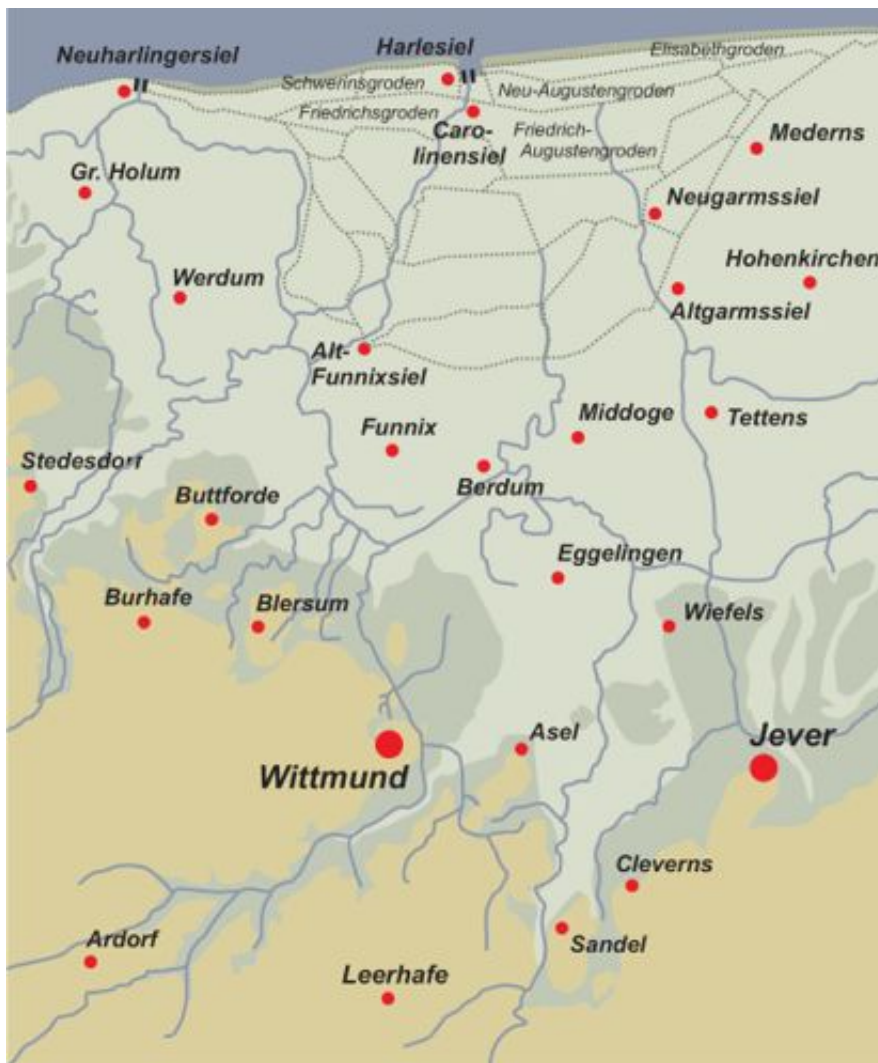 Neuharlingersiel
Harlesiel
Elisabethgroden
Schwerinsgroden
Neu-Augustengroden
Friedrichsgroden
Caro-
linensiel
Friedrich-
Augustengroden
Mederns
Gr. Holum
Neugarmssiel
Hohenkirchen
Werdum
Altgarmssiel
Alt-
Funnixsiel
Middoge
Tettens
Funnix
Stedesdorf
Berdum
Buttforde
Eggelingen
Burhafe
Blersum
Wiefels
Asel
Jever
Wittmund
Cleverns
Ardorf
Sandel
Leerhafe